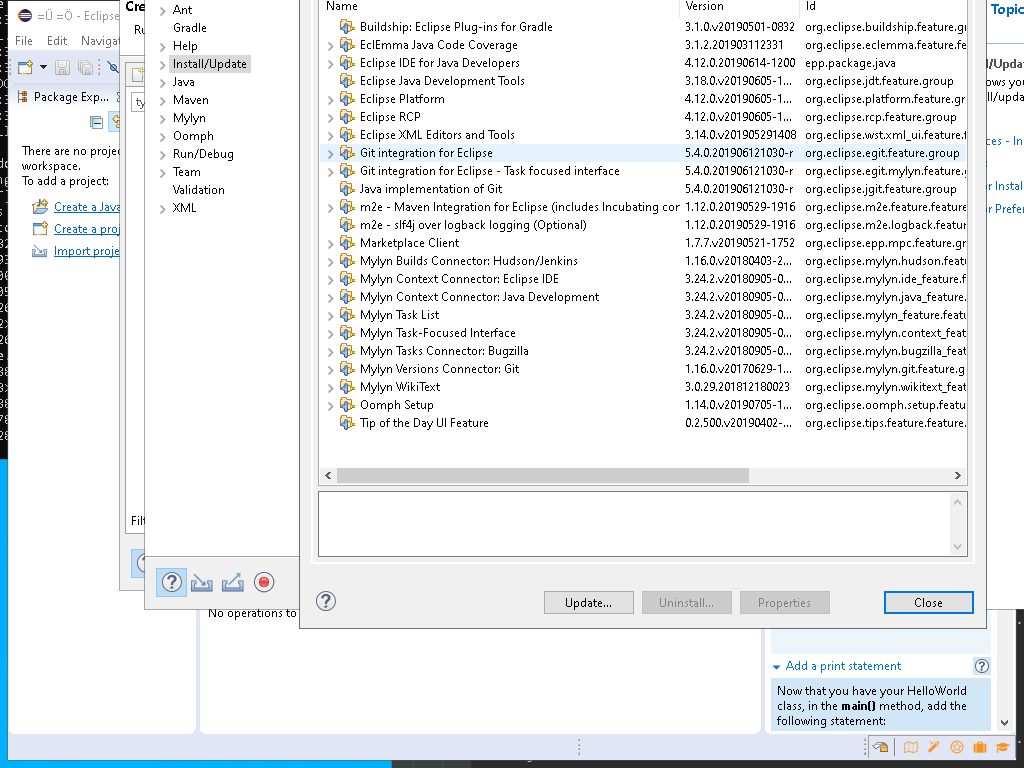 =Ü =Ö - Eclipse
File Edit Navigat
Package Exp...
There are no proje
workspace.
To add a project:
Create a Java
Create a proj
Import proje
Cre
Ru
ty
Filt
Ant
Gradle
Help
Install/Update
Java
Maven
Mylyn
Oomph
Run/Debug
Team
Validation
XML
Name Version Id
Buildship: Eclipse Plug-ins for Gradle 3.1.0.v20190501-0832 org.eclipse.buildship.feature.gr
EclEmma Java Code Coverage 3.1.2.201903112331 org.eclipse.eclemma.feature.fe
Eclipse IDE for Java Developers 4.12.0.20190614-1200 epp.package.java
Eclipse Java Development Tools 3.18.0.v20190605-1... org.eclipse.jdt.feature.group
Eclipse Platform 4.12.0.v20190605-1... org.eclipse.platform.feature.gr
Eclipse RCP 4.12.0.v20190605-1... org.eclipse.rcp.feature.group
Eclipse XML Editors and Tools 3.14.0.v201905291408 org.eclipse.wst.xml_ui.feature.f
Git integration for Eclipse 5.4.0.201906121030-r org.eclipse.egit.feature.group
Git integration for Eclipse - Task focused interface 5.4.0.201906121030-r org.eclipse.egit.mylyn.feature.
Java implementation of Git 5.4.0.201906121030-r org.eclipse.jgit.feature.group
m2e - Maven Integration for Eclipse (includes Incubating cor 1.12.0.20190529-1916 org.eclipse.m2e.feature.feature
m2e - slf4j over logback logging (Optional) 1.12.0.20190529-1916 org.eclipse.m2e.logback.featur
Marketplace Client 1.7.7.v20190521-1752 org.eclipse.epp.mpc.feature.gr
Mylyn Builds Connector: Hudson/Jenkins 1.16.0.v20180403-2... org.eclipse.mylyn.hudson.featu
Mylyn Context Connector: Eclipse IDE 3.24.2.v20180905-0... org.eclipse.mylyn.ide_feature.f
Mylyn Context Connector: Java Development 3.24.2.v20180905-0... org.eclipse.mylyn.java_feature.
Mylyn Task List 3.24.2.v20180905-0... org.eclipse.mylyn_feature.featu
Mylyn Task-Focused Interface 3.24.2.v20180905-0... org.eclipse.mylyn.context_feat
Mylyn Tasks Connector: Bugzilla 3.24.2.v20180905-0... org.eclipse.mylyn.bugzilla_feat
Mylyn Versions Connector: Git 1.16.0.v20170629-1... org.eclipse.mylyn.git.feature.g
Mylyn WikiText 3.0.29.201812180023 org.eclipse.mylyn.wikitext_feat
Oomph Setup 1.14.0.v20190705-1... org.eclipse.oomph.setup.featu
Tip of the Day UI Feature 0.2.500.v20190402-... org.eclipse.tips.feature.feature.
Update... Uninstall... Properties Close
Topic
l/Upda
ows you
ll/upda
ces - In
or Instal
or Prefer
No operations to
Add a print statement
Now that you have your HelloWorld
class, in the main() method, add the
following statement: